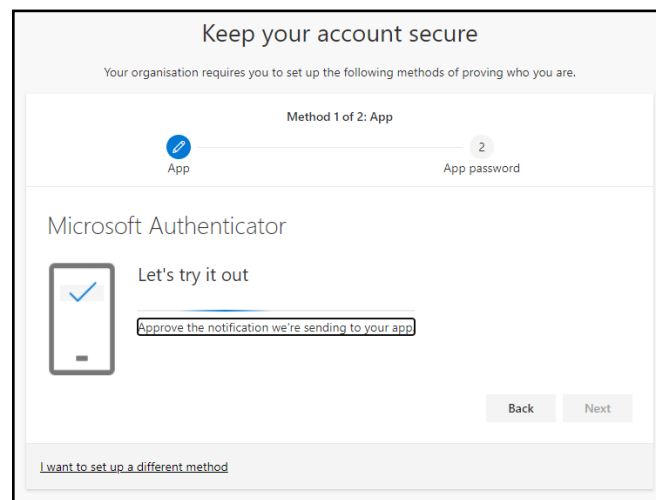 Keep your account secure
Your organisation requires you to set up the following methods of proving who you are.
Method 1 of 2: App
2
App
App password
Microsoft Authenticator
Let's try it out
Approve the notification we're sending to your app.
Back
Next
I want to set up a different method